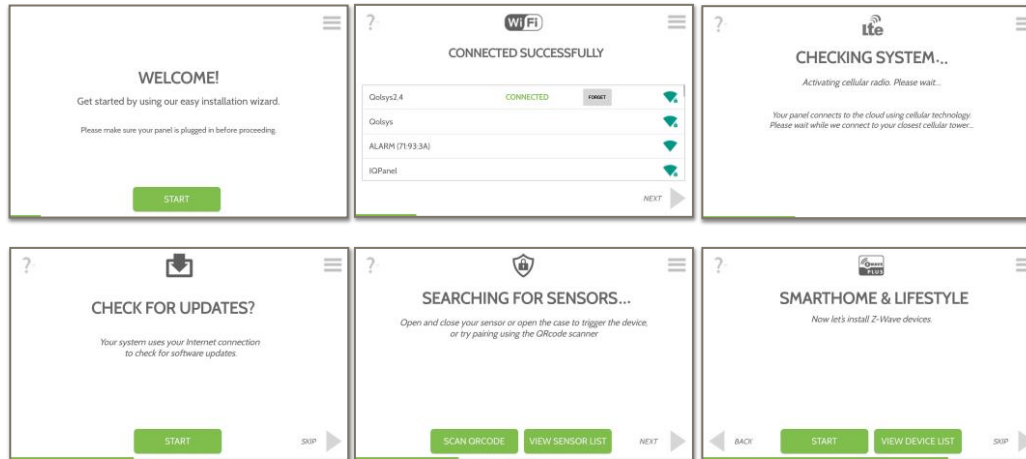 WELCOME!
Get started by using our easy installation wizard.
Please make sure your panel is plugged in before proceeding.
START
?
WiFi
CONNECTED SUCCESSFULLY
Qolsys2.4 CONNECTED FORGET
Qolsys
ALARM (71:93:3A)
IQPanel
NEXT
?
lte
CHECKING SYSTEM...
Activating cellular radio. Please wait...
Your panel connects to the cloud using cellular technology.
Please wait while we connect to your closest cellular tower...
?
CHECK FOR UPDATES?
Your system uses your Internet connection
to check for software updates.
START
SKIP
?
SEARCHING FOR SENSORS...
Open and close your sensor or open the case to trigger the device,
or try pairing using the QRcode scanner
SCAN QRCODE VIEW SENSOR LIST NEXT
?
Z WAVE
PLUS
SMARTHOME & LIFESTYLE
Now let's install Z-Wave devices.
BACK START VIEW DEVICE LIST SKIP